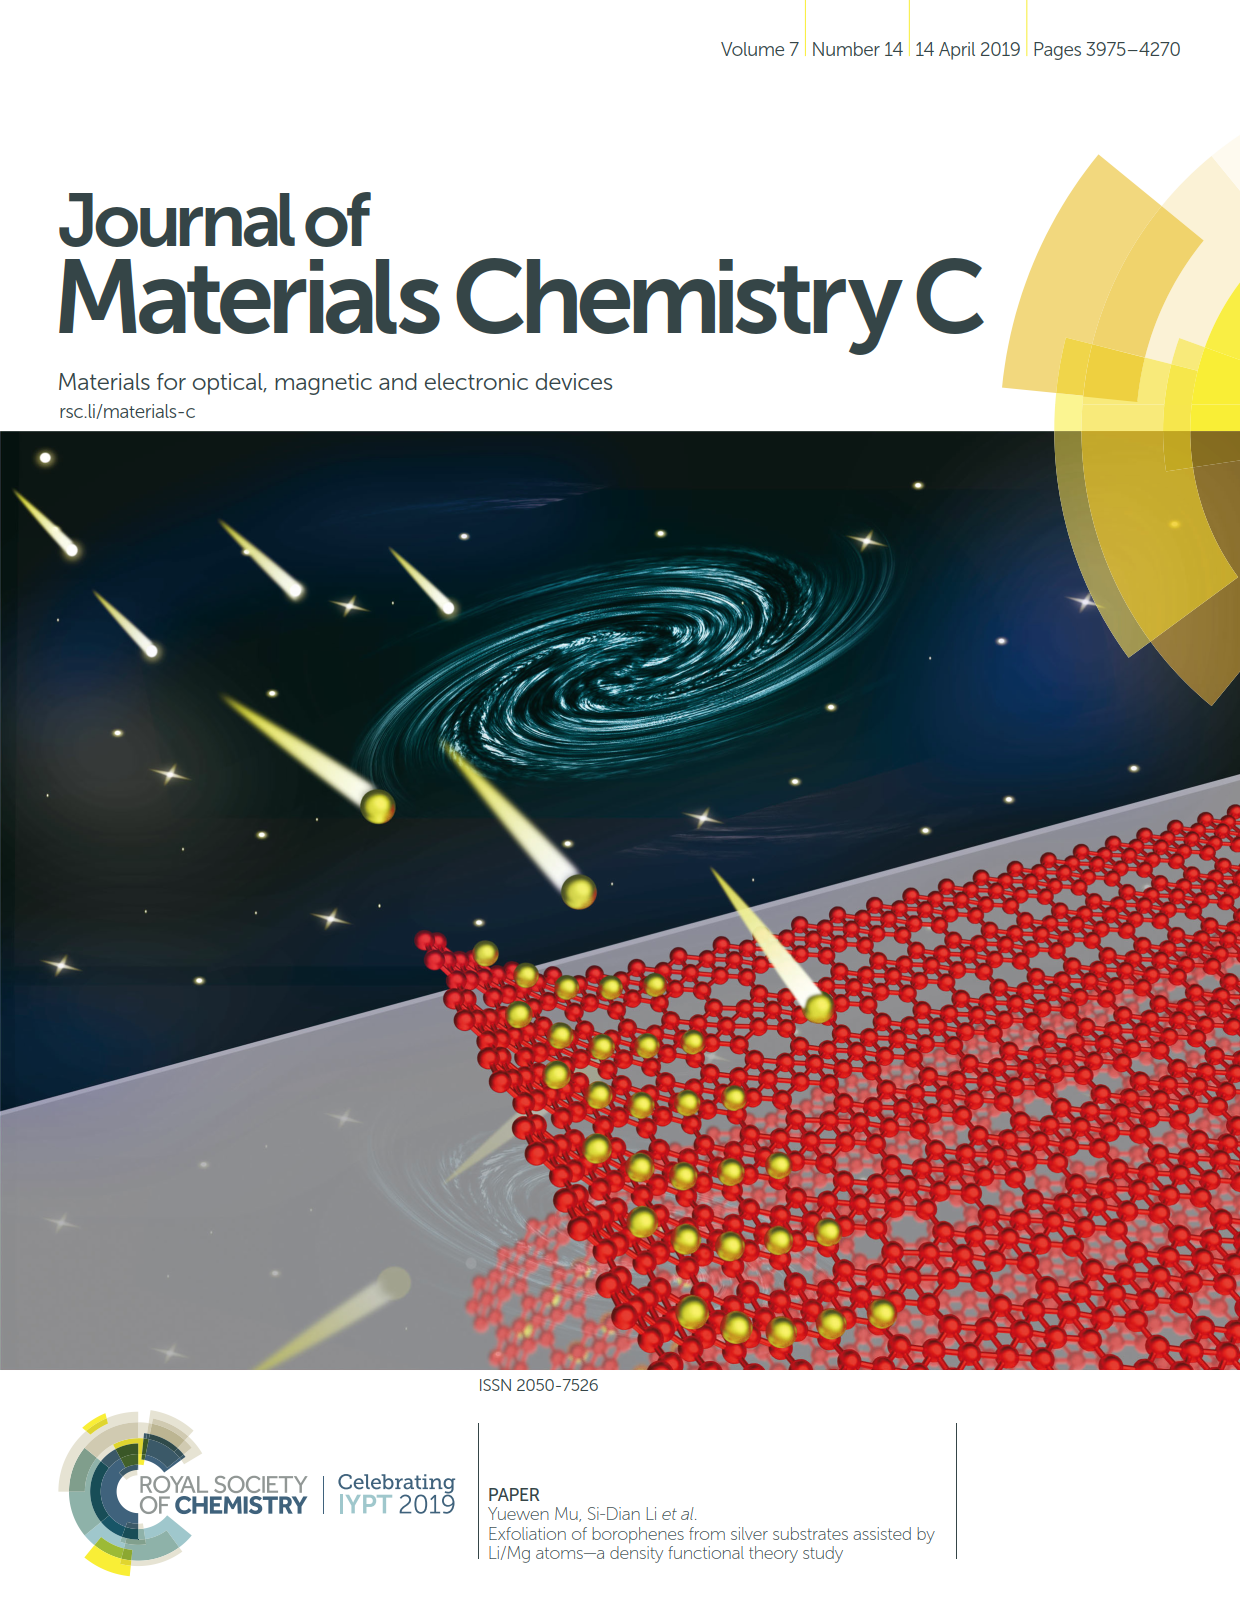 Volume 7 Number 14 14 April 2019 Pages 3975–4270
Journal of
Materials Chemistry C
Materials for optical, magnetic and electronic devices
rsc.li/materials-c
ISSN 2050-7526
ROYAL SOCIETY
OF CHEMISTRY
Celebrating
IYPT 2019
PAPER
Yuewen Mu, Si-Dian Li et al.
Exfoliation of borophenes from silver substrates assisted by
Li/Mg atoms—a density functional theory study